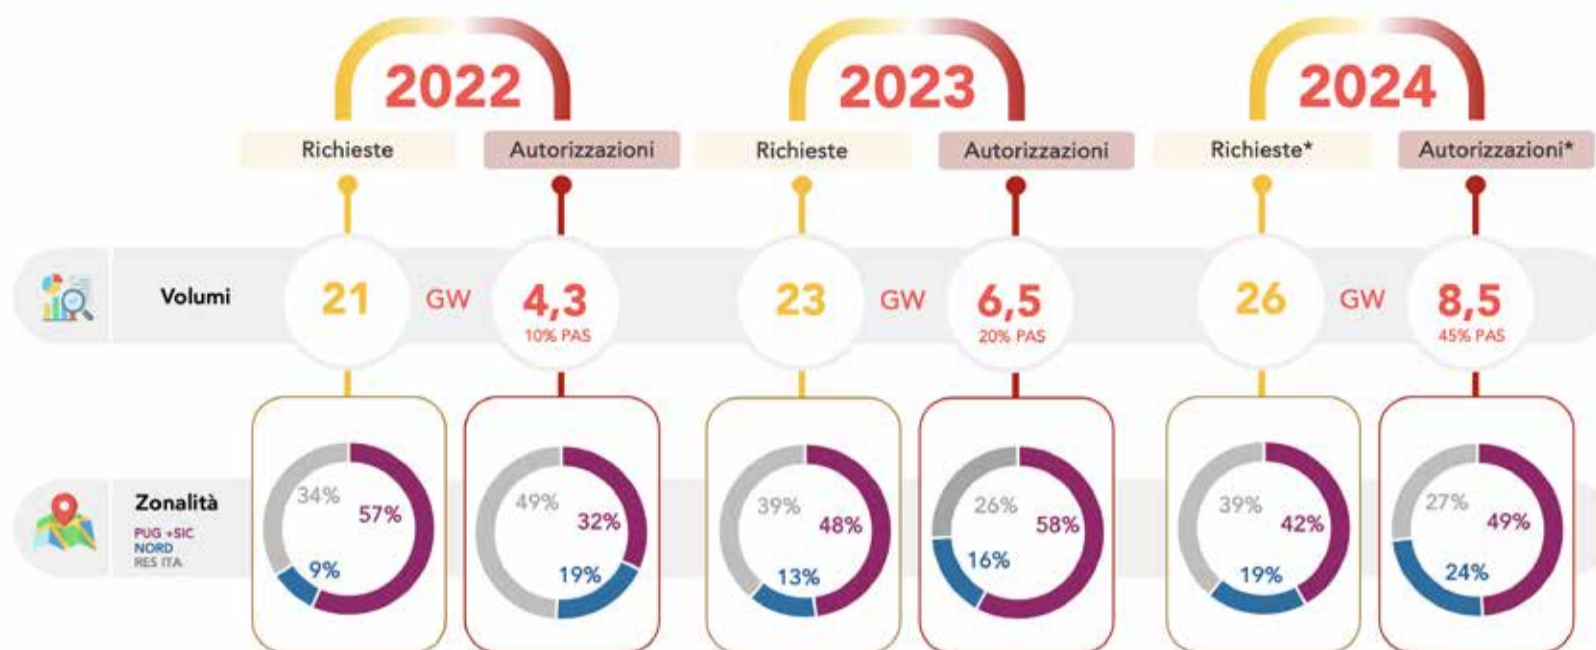 2022
2023
2024
Richieste
Autorizzazioni
Richieste
Autorizzazioni
Richieste*
Autorizzazioni*
Volumi
21
GW
4,3
10% PAS
23
GW
6,5
20% PAS
26
GW
8,5
45% PAS
Zonalità
PUG +SIC
NORD
RES ITA
34%
57%
9%
49%
32%
19%
39%
48%
13%
26%
58%
16%
39%
42%
19%
27%
49%
24%